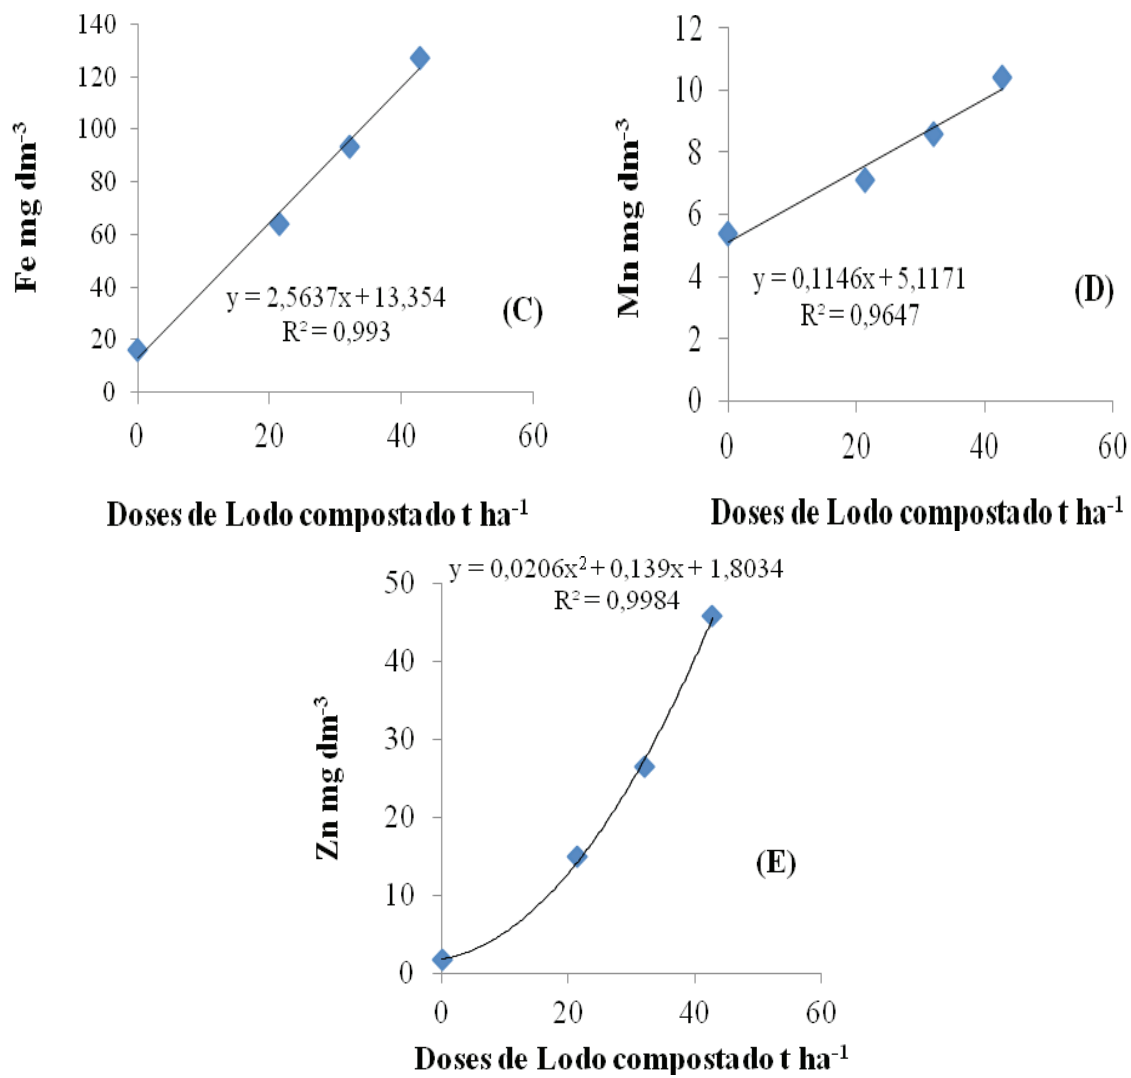 140
120
100
80
60
40
20
0
Fe mg dm⁻³
y = 2,5637x + 13,354
R² = 0,993
(C)
0 20 40 60
Doses de Lodo compostado t ha⁻¹
12
10
8
6
4
2
0
Mn mg dm⁻³
y = 0,1146x + 5,1171
R² = 0,9647
(D)
0 20 40 60
Doses de Lodo compostado t ha⁻¹
y = 0,0206x² + 0,139x + 1,8034
R² = 0,9984
50
40
30
20
10
0
Zn mg dm⁻³
(E)
0 20 40 60
Doses de Lodo compostado t ha⁻¹